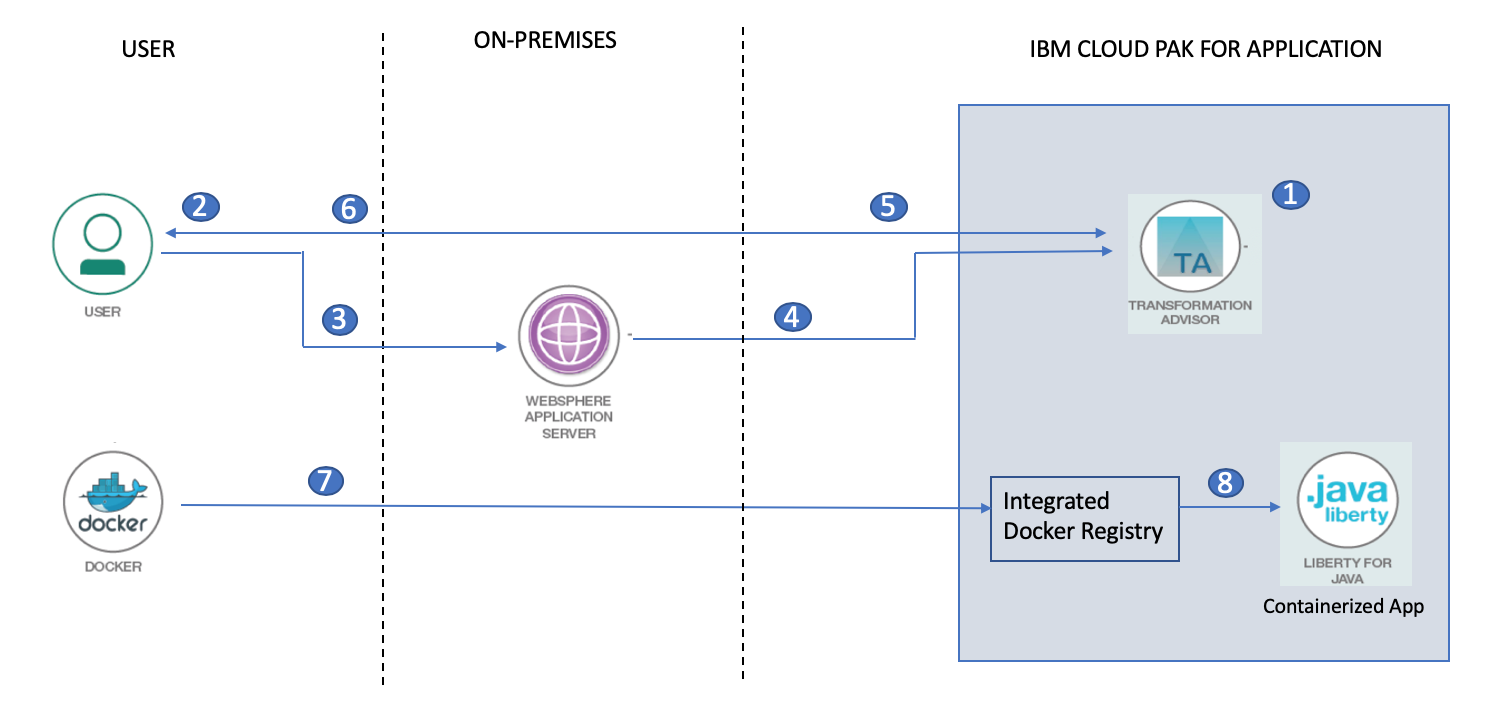 USER
ON-PREMISES
IBM CLOUD PAK FOR APPLICATION
2
6
5
1
USER
3
4
TA
TRANSFORMATION
ADVISOR
WEBSPHERE
APPLICATION
SERVER
docker
DOCKER
7
Integrated
Docker Registry
8
.java
liberty
LIBERTY FOR
JAVA
Containerized App